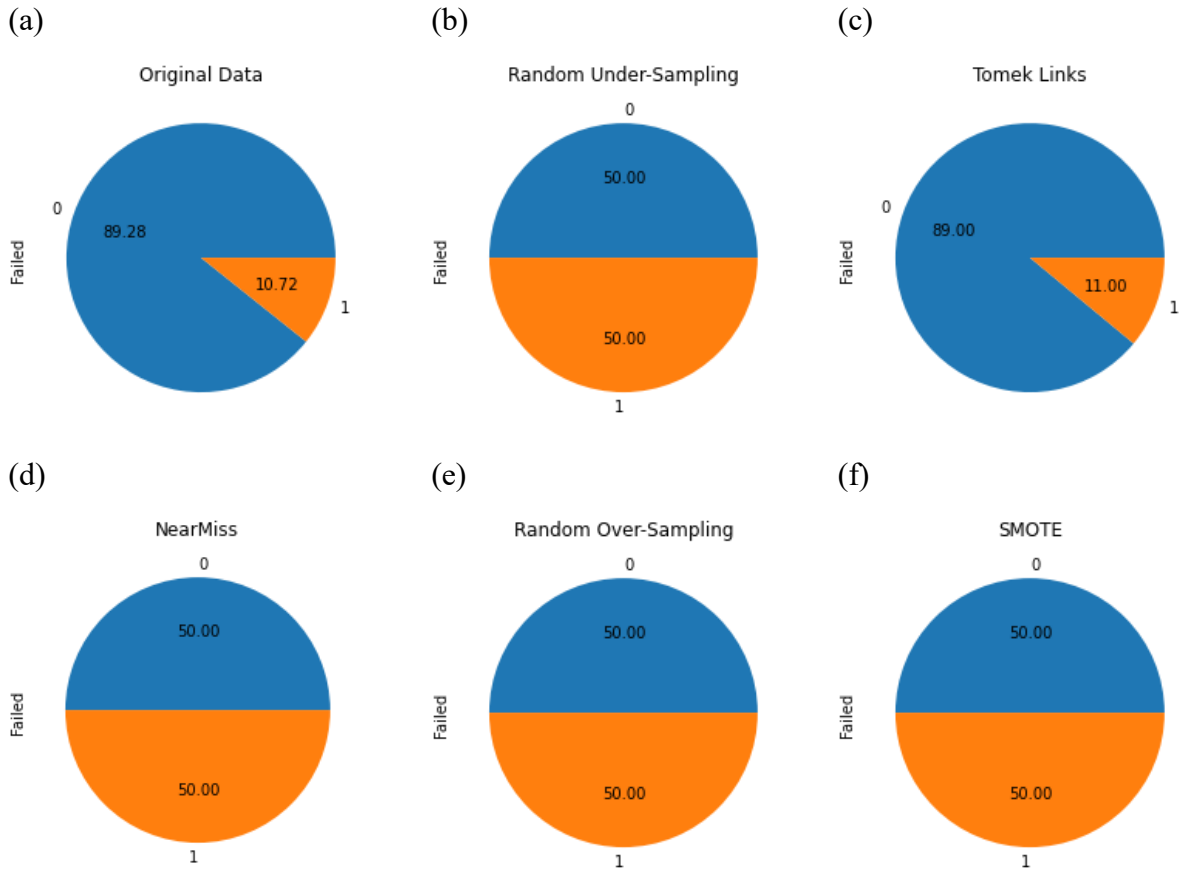 (a)
Original Data
0
89.28
10.72
1
Failed
(b)
Random Under-Sampling
0
50.00
50.00
1
(c)
Tomek Links
0
89.00
11.00
1
Failed
(d)
NearMiss
0
50.00
50.00
1
Failed
(e)
Random Over-Sampling
0
50.00
50.00
1
Failed
(f)
SMOTE
0
50.00
50.00
1
Failed